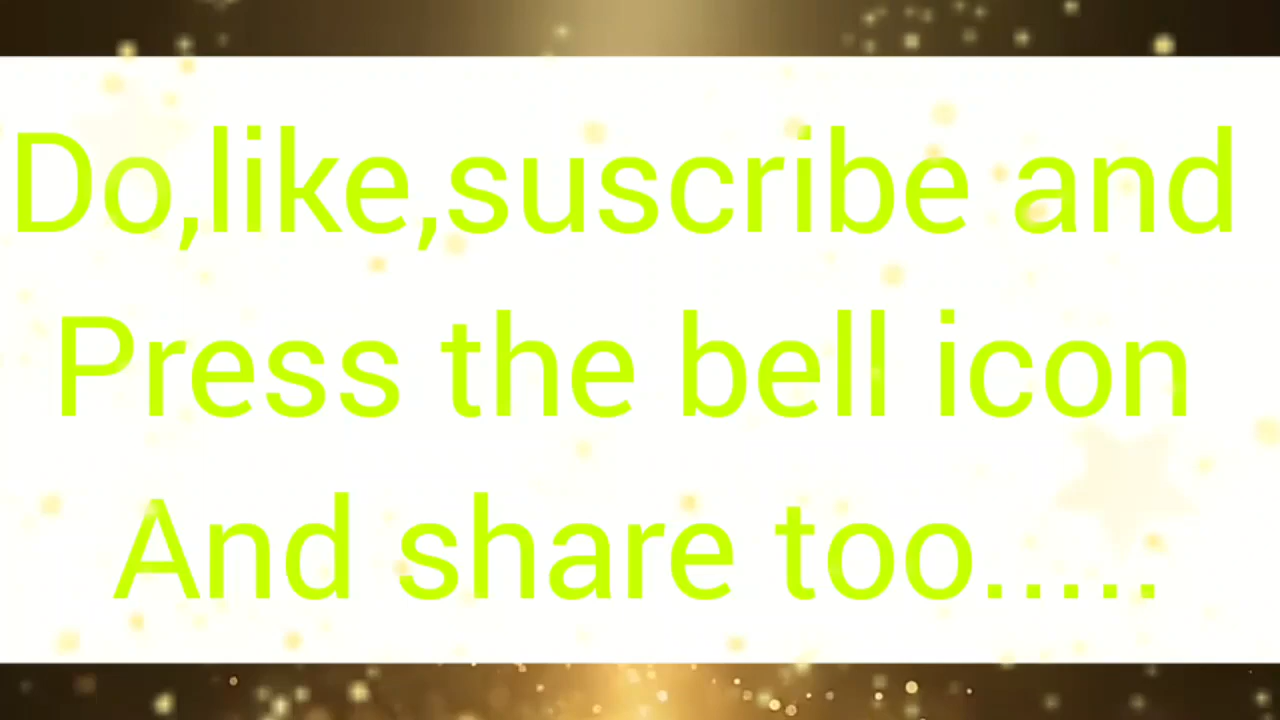 Do,like,suscribe and
Press the bell icon
And share too.....